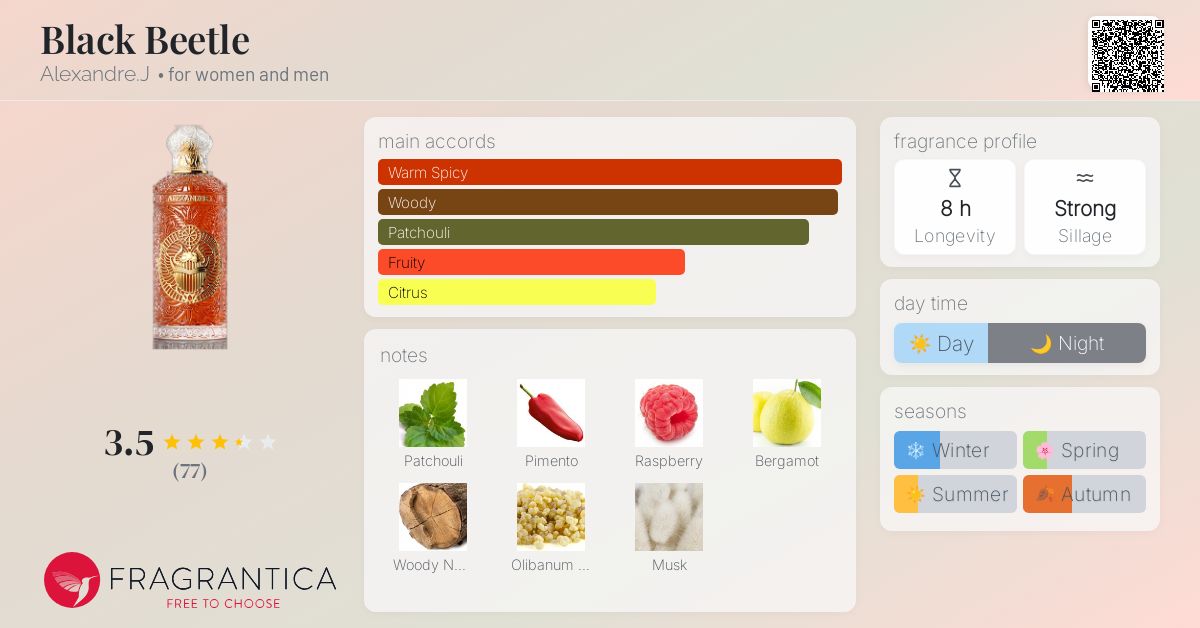 Black Beetle
Alexandre.J • for women and men
main accords
Warm Spicy
Woody
Patchouli
Fruity
Citrus
notes
Patchouli
Pimento
Raspberry
Bergamot
Woody N...
Olibanum ...
Musk
fragrance profile
8 h
Longevity
Strong
Sillage
day time
Day
Night
seasons
Winter
Spring
Summer
Autumn
ALEXANDRE.J
3.5
(77)
FRAGRANTICA
FREE TO CHOOSE